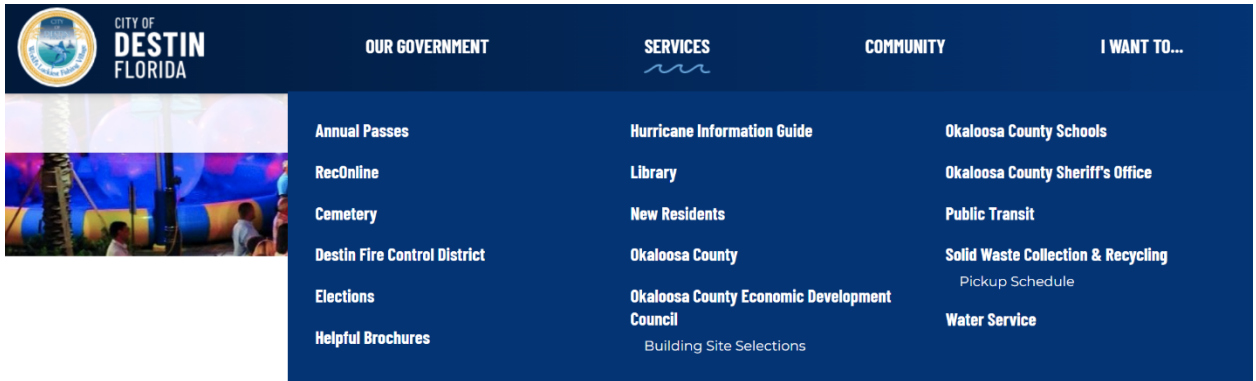 CITY OF
DESTIN
FLORIDA
OUR GOVERNMENT
SERVICES
COMMUNITY
I WANT TO...
Annual Passes
RecOnline
Cemetery
Destin Fire Control District
Elections
Helpful Brochures
Hurricane Information Guide
Library
New Residents
Okaloosa County
Okaloosa County Economic Development
Council
Building Site Selections
Okaloosa County Schools
Okaloosa County Sheriff's Office
Public Transit
Solid Waste Collection & Recycling
Pickup Schedule
Water Service